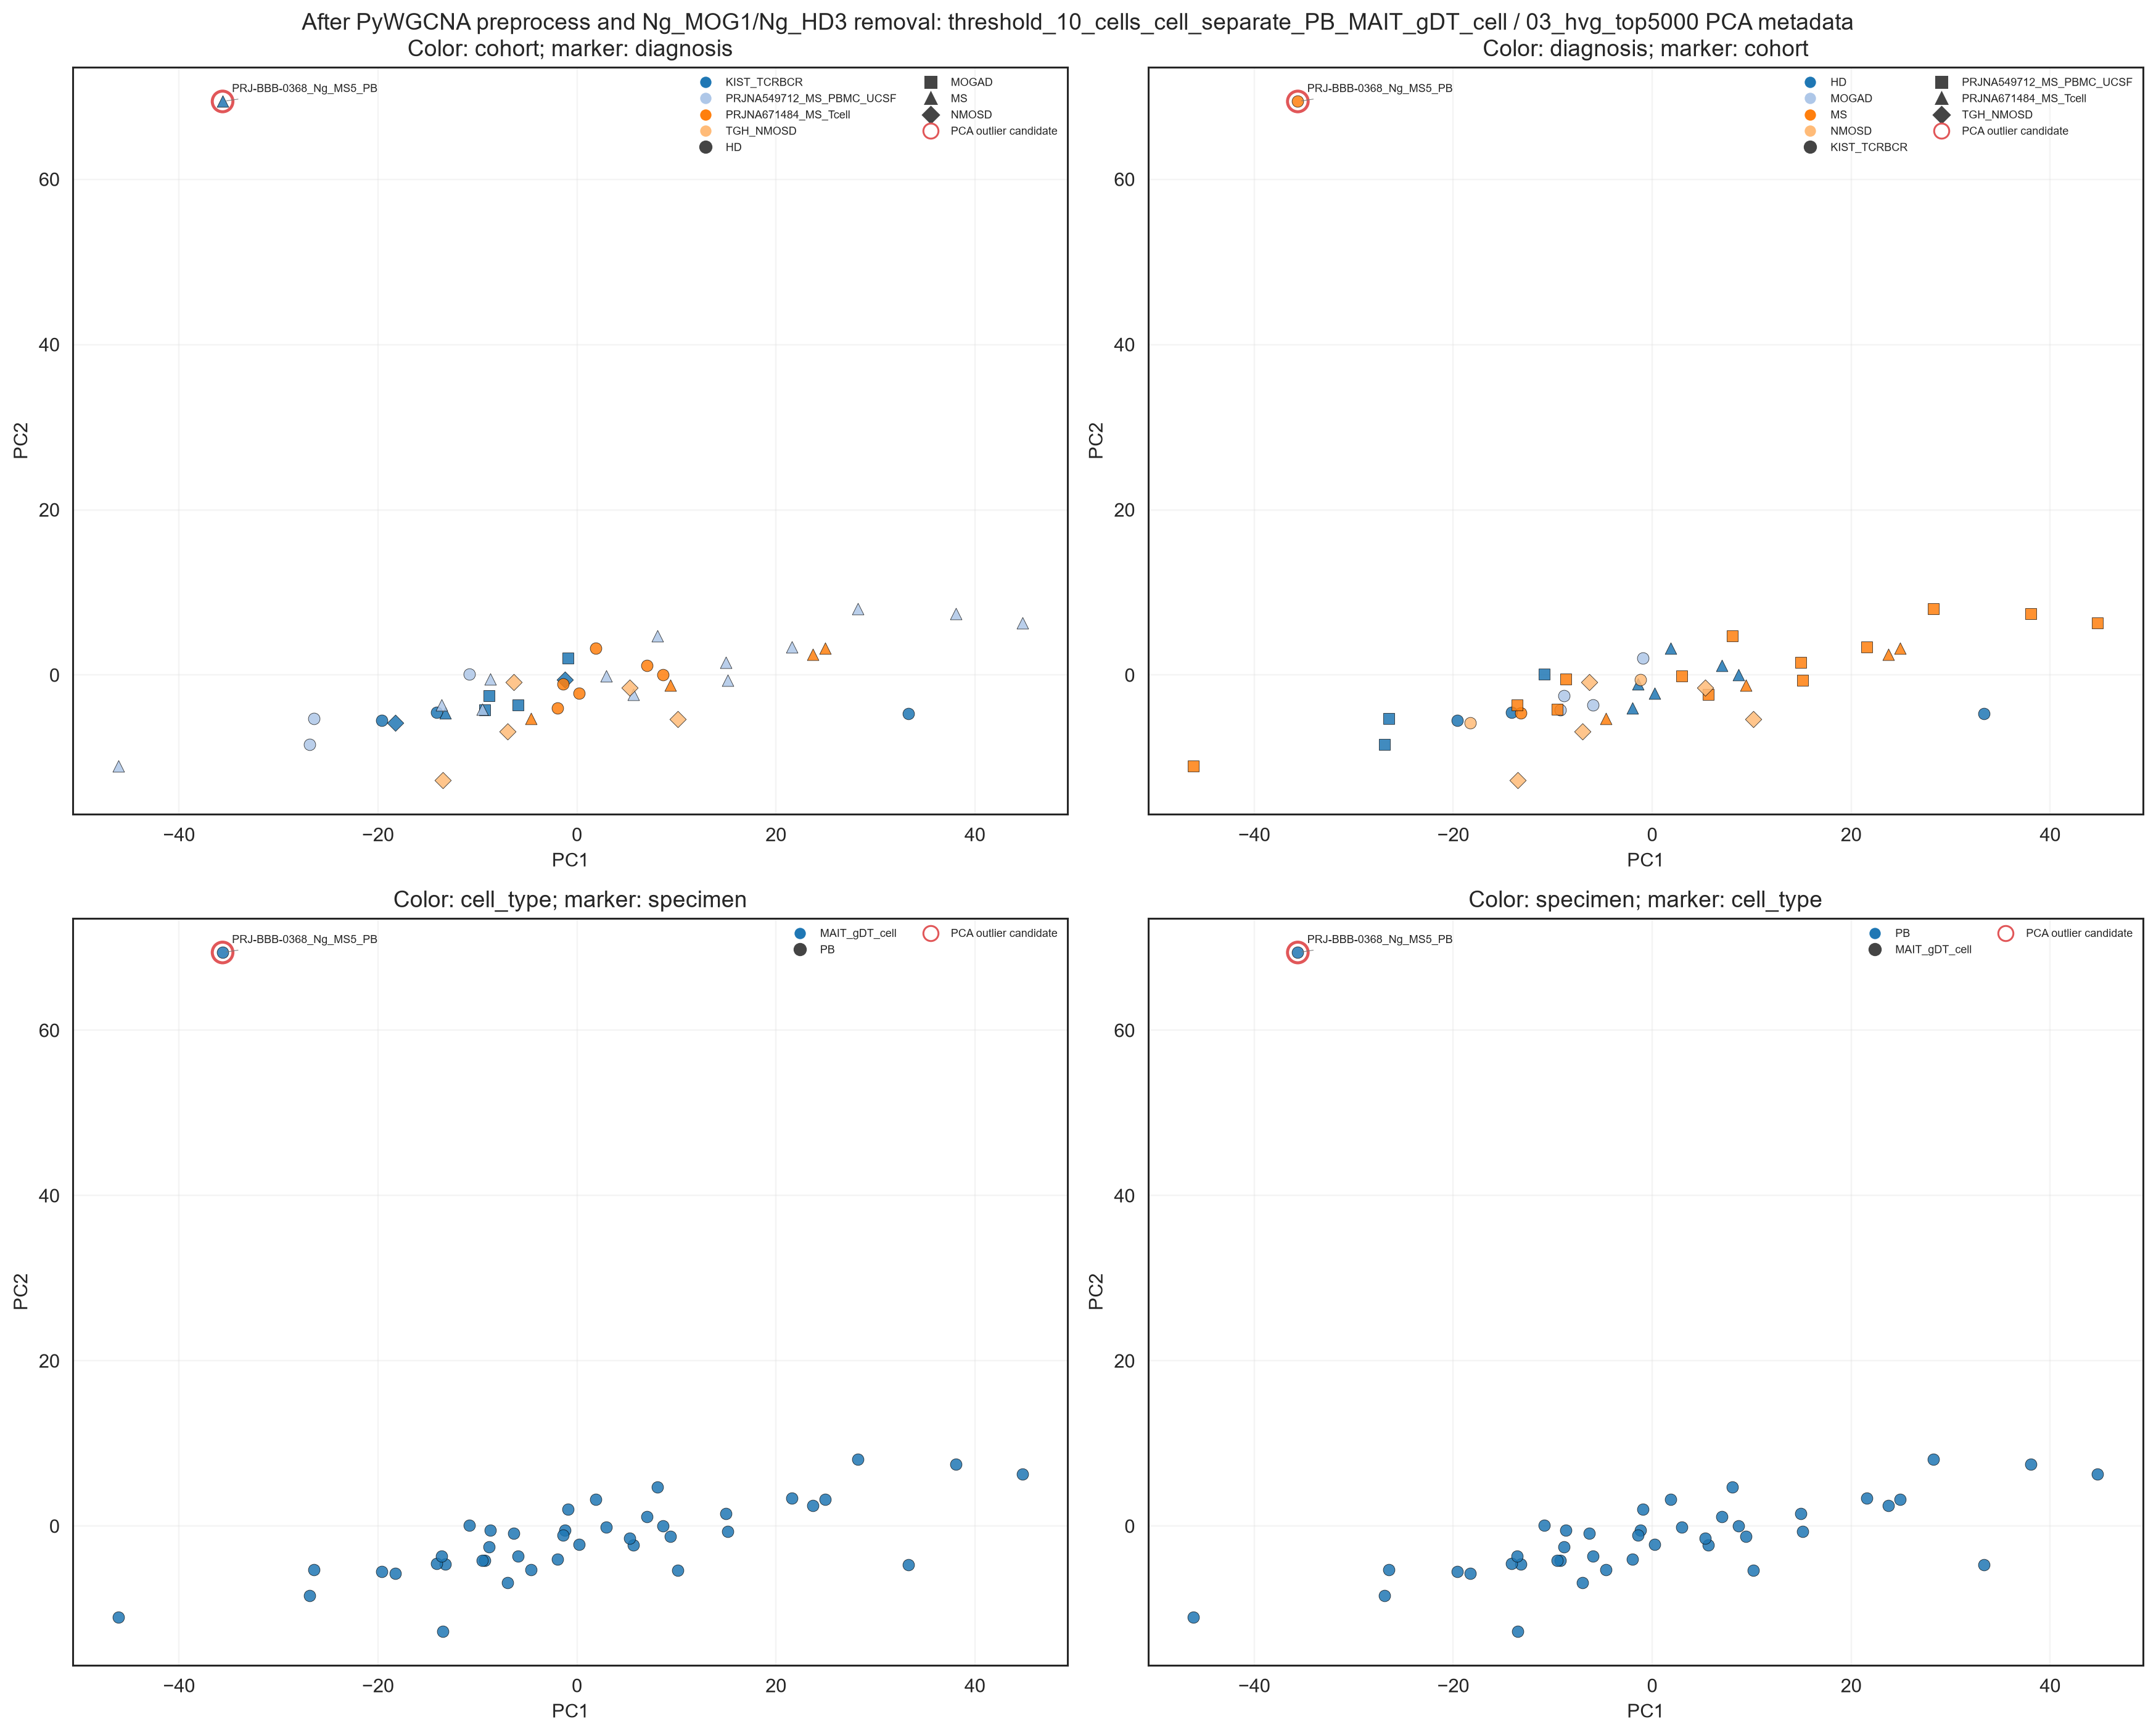 After PyWGCNA preprocess and Ng_MOG1/Ng_HD3 removal: threshold_10_cells_cell_separate_PB_MAIT_gDT_cell / 03_hvg_top5000 PCA metadata
Color: cohort; marker: diagnosis
PRJ-BBB-0368_Ng_MS5_PB
KIST_TCRBCR
PRJNA549712_MS_PBMC_UCSF
PRJNA671484_MS_Tcell
TGH_NMOSD
HD
MOGAD
MS
NMOSD
PCA outlier candidate
60
40
20
0
PC2
−40 −20 0 20 40
PC1
Color: diagnosis; marker: cohort
PRJ-BBB-0368_Ng_MS5_PB
HD
MOGAD
MS
NMOSD
KIST_TCRBCR
PRJNA549712_MS_PBMC_UCSF
PRJNA671484_MS_Tcell
TGH_NMOSD
PCA outlier candidate
60
40
20
0
PC2
−40 −20 0 20 40
PC1
Color: cell_type; marker: specimen
PRJ-BBB-0368_Ng_MS5_PB
MAIT_gDT_cell
PB
PCA outlier candidate
60
40
20
0
PC2
−40 −20 0 20 40
PC1
Color: specimen; marker: cell_type
PRJ-BBB-0368_Ng_MS5_PB
PB
MAIT_gDT_cell
PCA outlier candidate
60
40
20
0
PC2
−40 −20 0 20 40
PC1